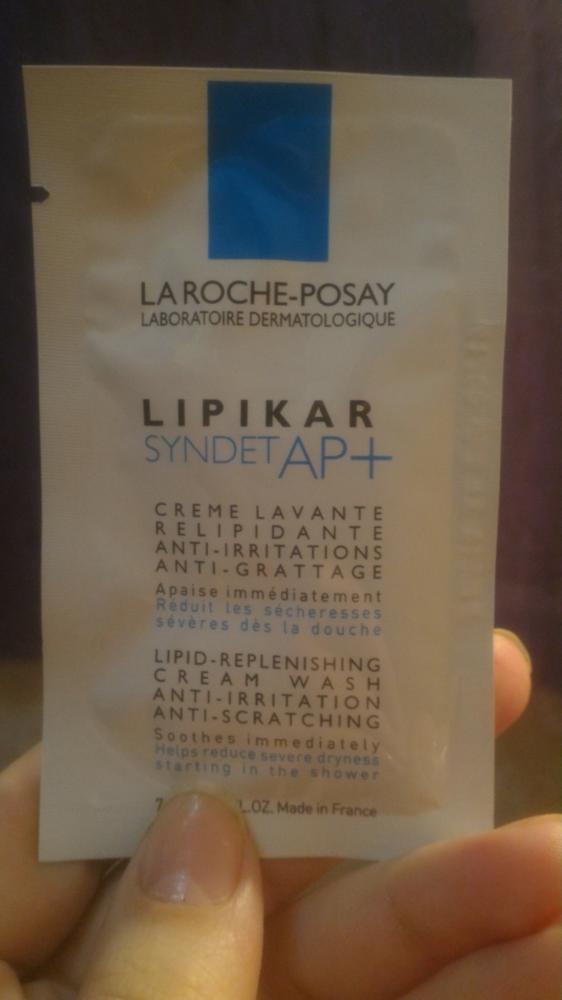 LA ROCHE-POSAY
LABORATOIRE DERMATOLOGIQUE
LIPIKAR
SYNDET AP+
CREME LAVANTE
RELIPIDANTE
ANTI-IRRITATIONS
ANTI-GRATTAGE
Apaise immédiatement
Réduit les sécheresses
sévères dès la douche
LIPID-REPLENISHING
CREAM WASH
ANTI-IRRITATION
ANTI-SCRATCHING
Soothes immediately
Helps reduce severe dryness
starting in the shower
OZ. Made in France